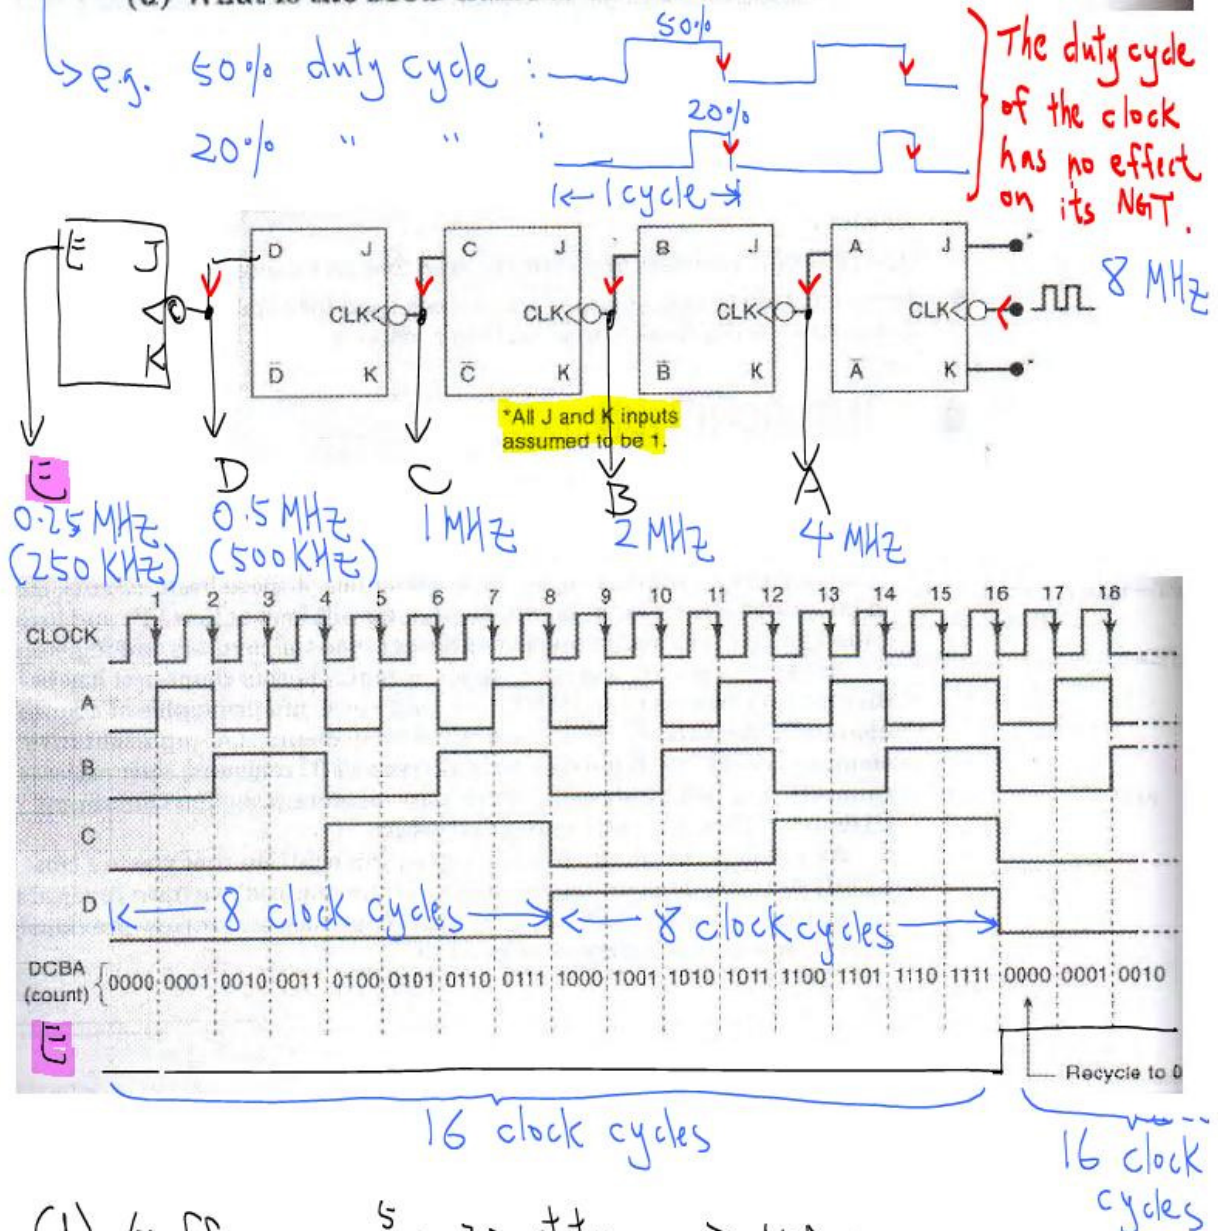 50%
e.g. 50% duty cycle :
20%
20% " " :
1 cycle
The duty cycle
of the clock
has no effect
on its NGT.
E J D J C J B J A J
8 MHz
CLK CLK CLK CLK
K D̅ K C̅ K B̅ K A̅ K
*All J and K inputs
assumed to be 1.
E D C B A
0.25 MHz 0.5 MHz 1 MHz 2 MHz 4 MHz
(250 KHz) (500 KHz)
2 3 4 5 6 7 8 9 10 11 12 13 14 15 16 17 18
CLOCK
A
B
C
D 8 clock cycles 8 clock cycles
DCBA
(count) 0000 0001 0010 0011 0100 0101 0110 0111 1000 1001 1010 1011 1100 1101 1110 1111 0000 0001 0010
E
Recycle to 0
16 clock cycles
16 clock
cycles